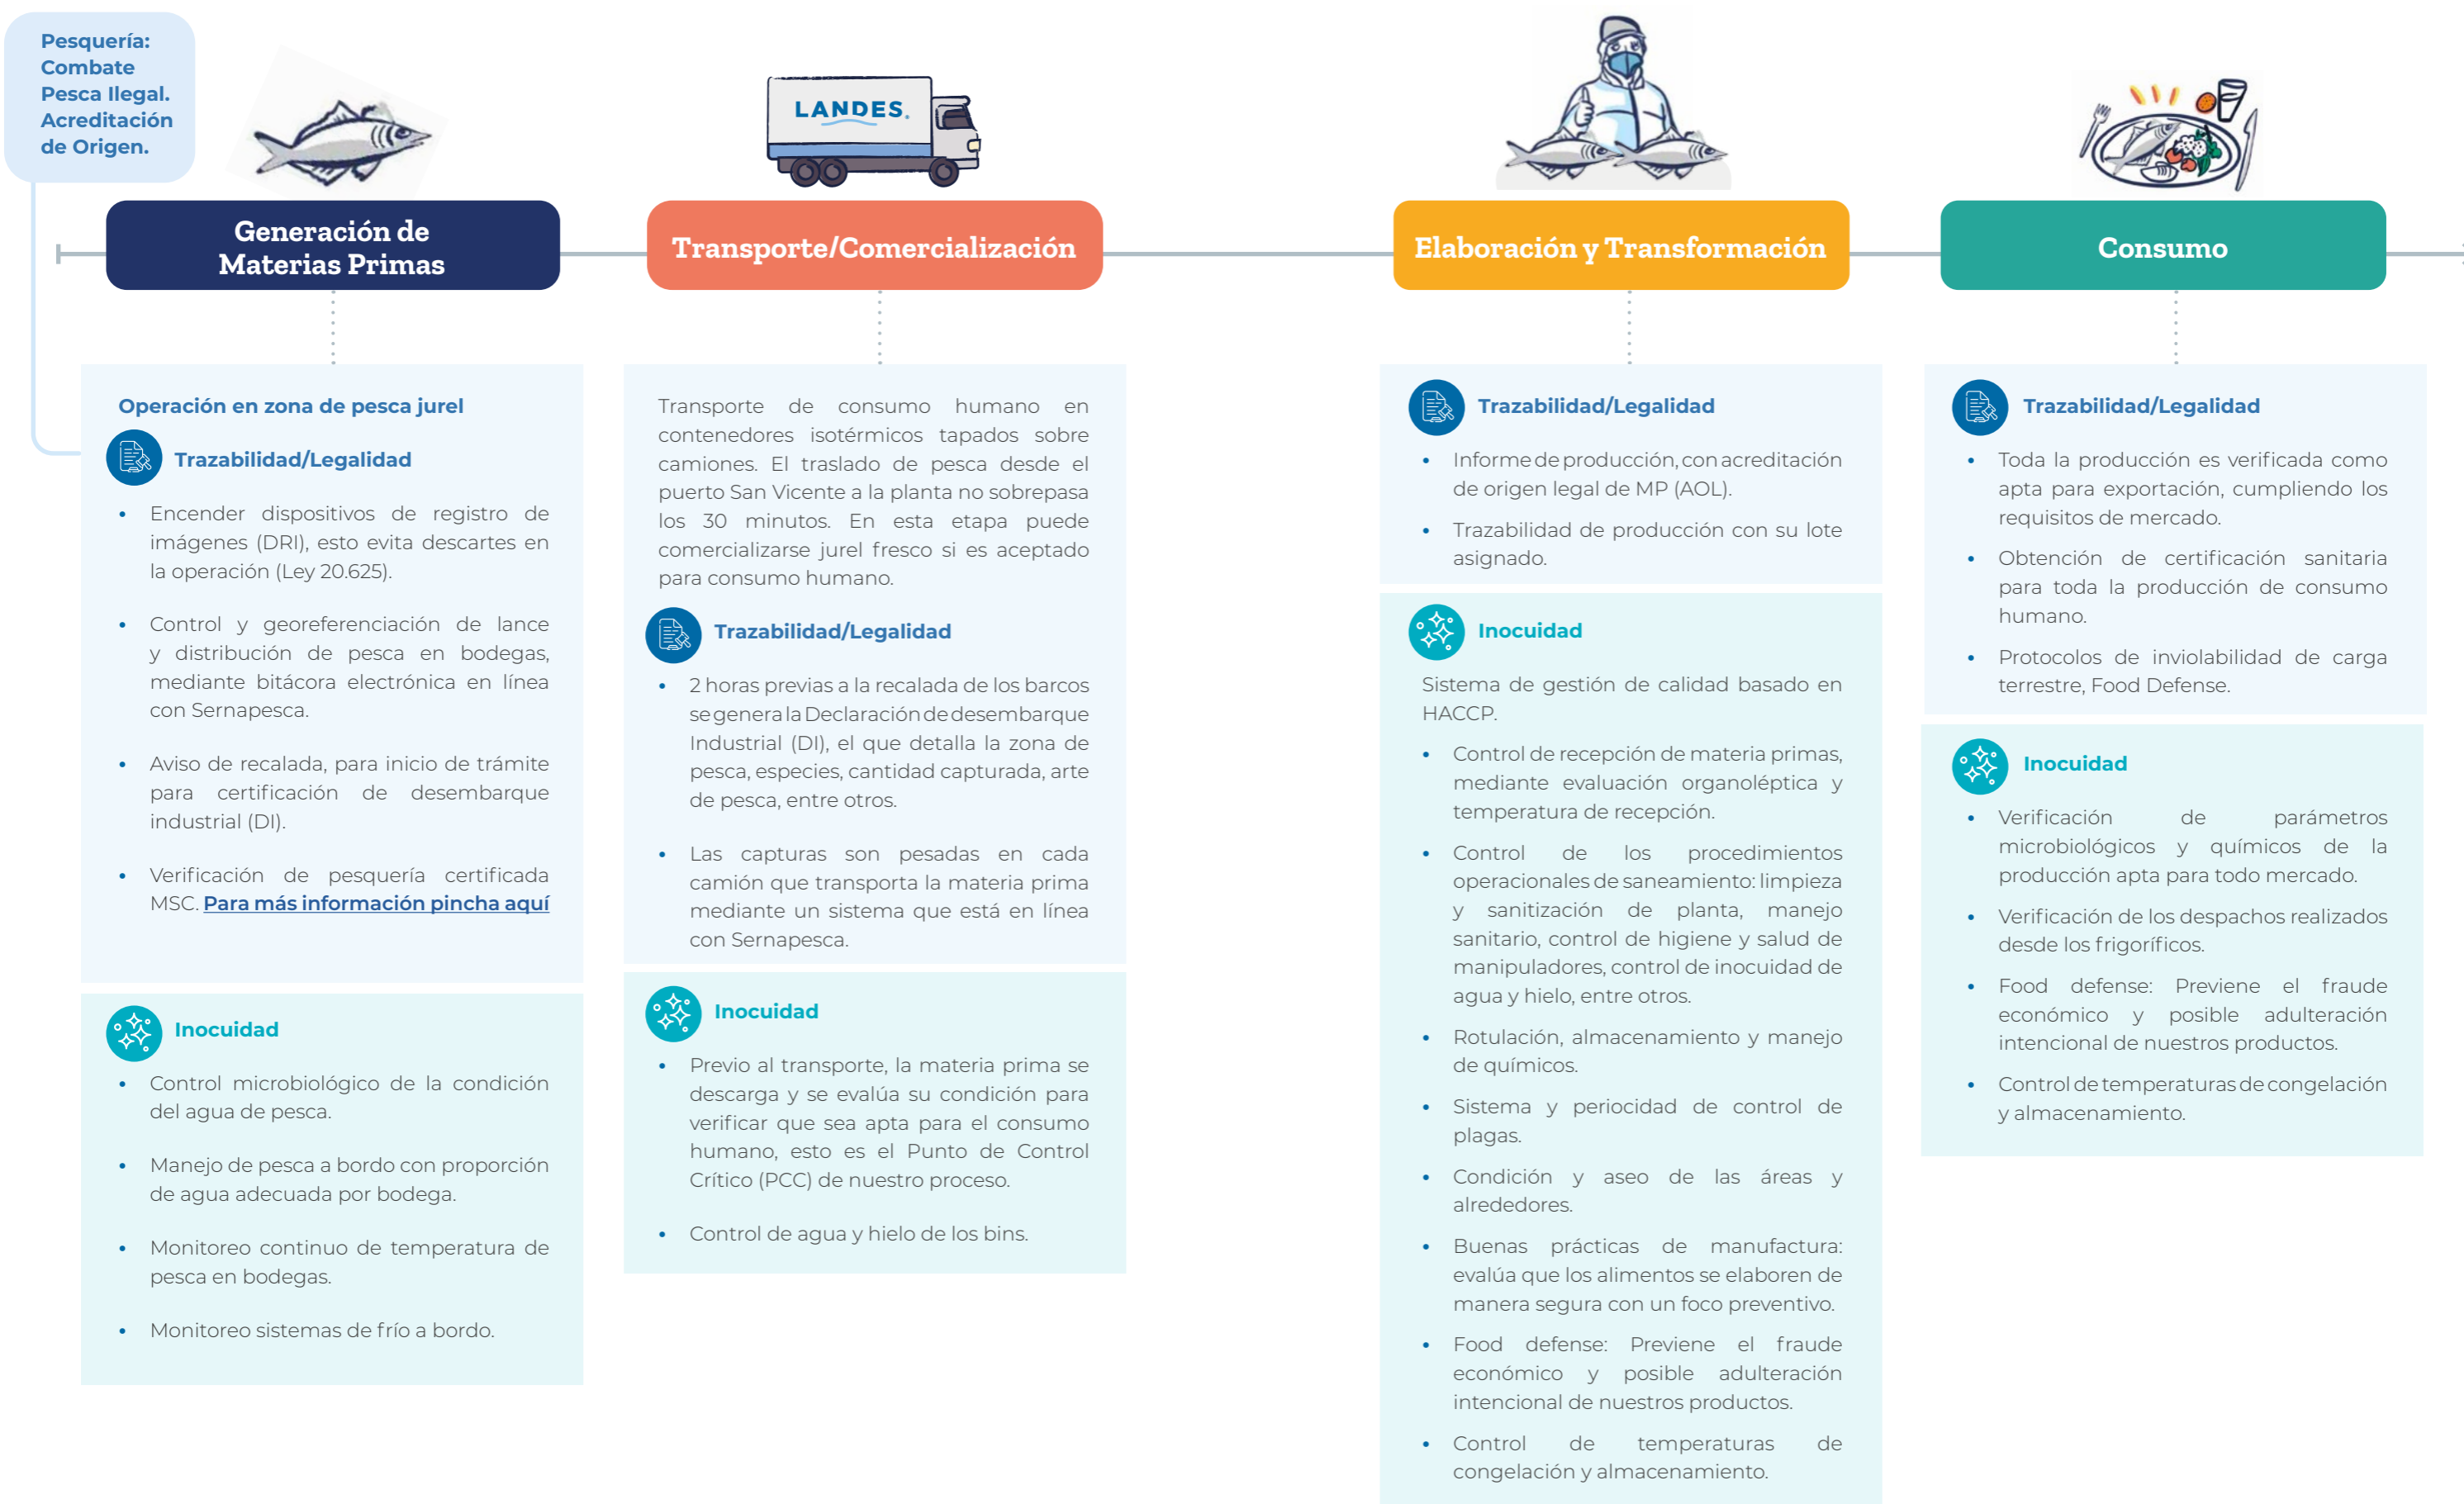 Pesquería:
Combate
Pesca Ilegal.
Acreditación
de Origen.
LANDES.
Generación de
Materias Primas
Operación en zona de pesca jurel
Trazabilidad/Legalidad
• Encender dispositivos de registro de
imágenes (DRI), esto evita descartes en
la operación (Ley 20.625).
• Control y georeferenciación de lance
y distribución de pesca en bodegas,
mediante bitácora electrónica en línea
con Sernapesca.
• Aviso de recalada, para inicio de trámite
para certificación de desembarque
industrial (DI).
• Verificación de pesquería certificada
MSC. Para más información pincha aquí
Inocuidad
• Control microbiológico de la condición
del agua de pesca.
• Manejo de pesca a bordo con proporción
de agua adecuada por bodega.
• Monitoreo continuo de temperatura de
pesca en bodegas.
• Monitoreo sistemas de frío a bordo.
Transporte/Comercialización
Transporte de consumo humano en
contenedores isotérmicos tapados sobre
camiones. El traslado de pesca desde el
puerto San Vicente a la planta no sobrepasa
los 30 minutos. En esta etapa puede
comercializarse jurel fresco si es aceptado
para consumo humano.
Trazabilidad/Legalidad
• 2 horas previas a la recalada de los barcos
se genera la Declaración de desembarque
Industrial (DI), el que detalla la zona de
pesca, especies, cantidad capturada, arte
de pesca, entre otros.
• Las capturas son pesadas en cada
camión que transporta la materia prima
mediante un sistema que está en línea
con Sernapesca.
Inocuidad
• Previo al transporte, la materia prima se
descarga y se evalúa su condición para
verificar que sea apta para el consumo
humano, esto es el Punto de Control
Crítico (PCC) de nuestro proceso.
• Control de agua y hielo de los bins.
Elaboración y Transformación
Trazabilidad/Legalidad
• Informe de producción, con acreditación
de origen legal de MP (AOL).
• Trazabilidad de producción con su lote
asignado.
Inocuidad
Sistema de gestión de calidad basado en
HACCP.
• Control de recepción de materia primas,
mediante evaluación organoléptica y
temperatura de recepción.
• Control de los procedimientos
operacionales de saneamiento: limpieza
y sanitización de planta, manejo
sanitario, control de higiene y salud de
manipuladores, control de inocuidad de
agua y hielo, entre otros.
• Rotulación, almacenamiento y manejo
de químicos.
• Sistema y periocidad de control de
plagas.
• Condición y aseo de las áreas y
alrededores.
• Buenas prácticas de manufactura:
evalúa que los alimentos se elaboren de
manera segura con un foco preventivo.
• Food defense: Previene el fraude
económico y posible adulteración
intencional de nuestros productos.
• Control de temperaturas de
congelación y almacenamiento.
Consumo
Trazabilidad/Legalidad
• Toda la producción es verificada como
apta para exportación, cumpliendo los
requisitos de mercado.
• Obtención de certificación sanitaria
para toda la producción de consumo
humano.
• Protocolos de inviolabilidad de carga
terrestre, Food Defense.
Inocuidad
• Verificación de parámetros
microbiológicos y químicos de la
producción apta para todo mercado.
• Verificación de los despachos realizados
desde los frigoríficos.
• Food defense: Previene el fraude
económico y posible adulteración
intencional de nuestros productos.
• Control de temperaturas de congelación
y almacenamiento.